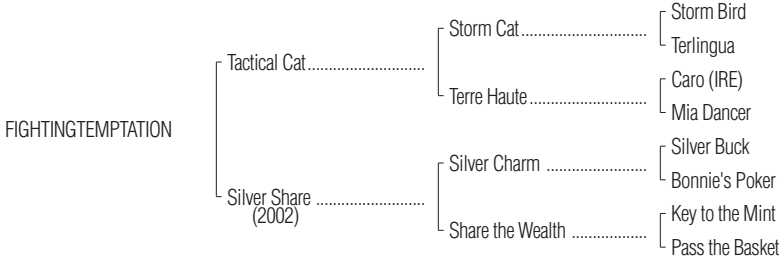 Storm Bird
Storm Cat..............................
Terlingua
Tactical Cat............................
Caro (IRE)
Terre Haute............................
Mia Dancer
FIGHTINGTEMPTATION
Silver Buck
Silver Charm ........................
Bonnie's Poker
Silver Share ..........................
(2002)
Key to the Mint
Share the Wealth ..................
Pass the Basket